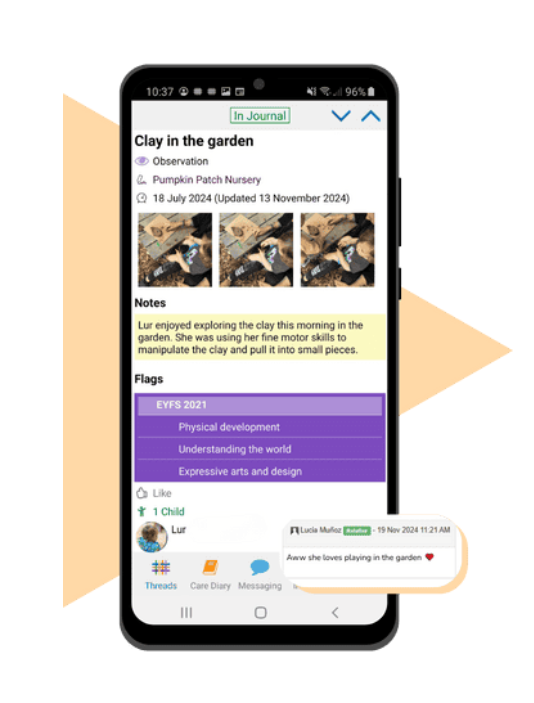 10:37 96%
In Journal
Clay in the garden
Observation
Pumpkin Patch Nursery
18 July 2024 (Updated 13 November 2024)
Notes
Lur enjoyed exploring the clay this morning in the
garden. She was using her fine motor skills to
manipulate the clay and pull it into small pieces.
Flags
EYFS 2021
Physical development
Understanding the world
Expressive arts and design
Like
1 Child
Lur
Lucia Muñoz Relative - 19 Nov 2024 11:21 AM
Aww she loves playing in the garden ❤
Threads Care Diary Messaging